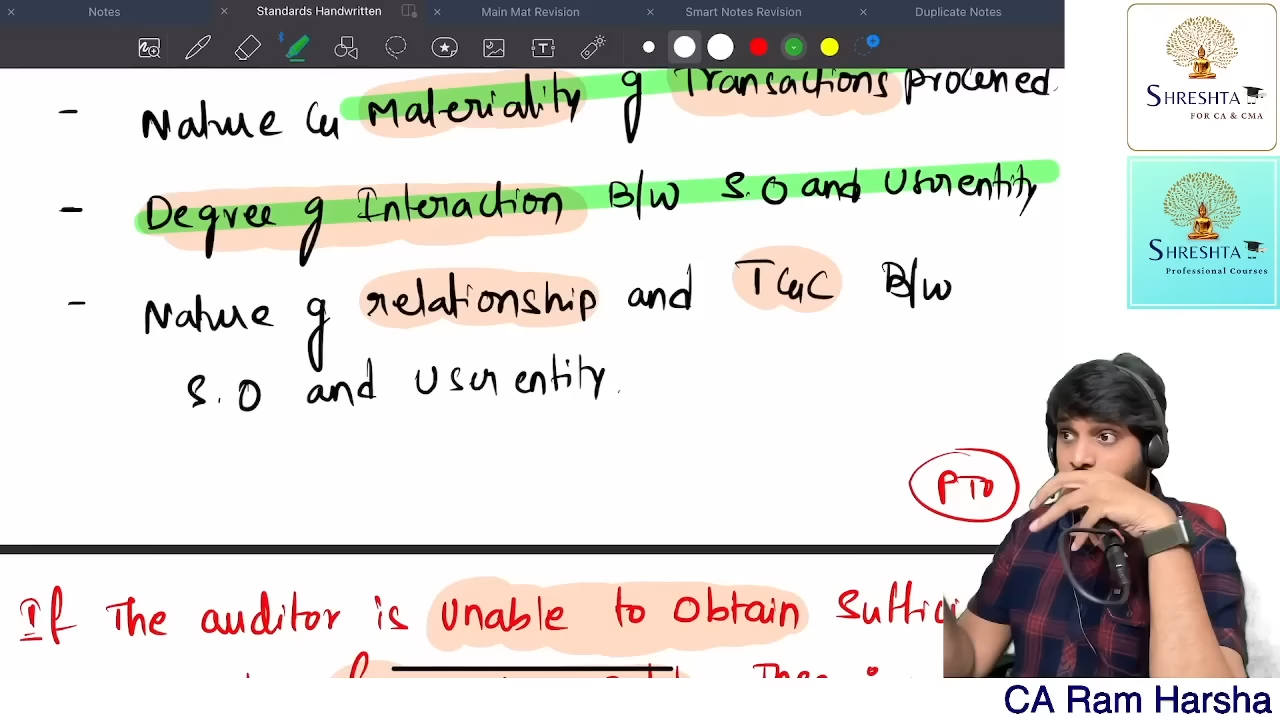 Notes
Standards Handwritten
Main Mat Revision
Smart Notes Revision
Duplicate Notes
- Nature & Materiality of Transactions processed.
- Degree of Interaction B/w S.O and User entity
- Nature of relationship and T&C B/w
S.O and User entity.
PTO
If The auditor is unable to Obtain
SHRESHTA
FOR CA & CMA
SHRESHTA
Professional Courses
CA Ram Harsha